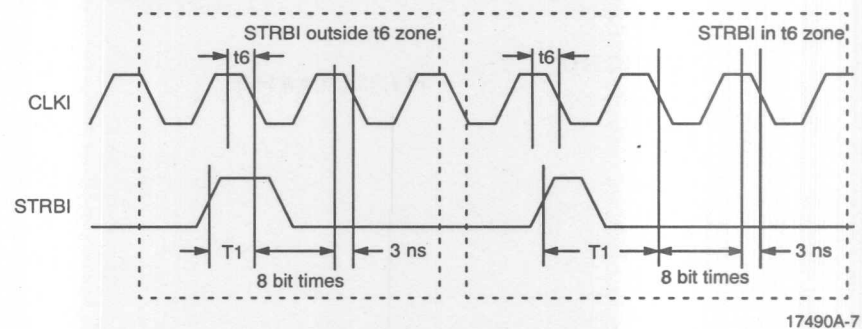 STRBI outside t6 zone
STRBI in t6 zone
t6
t6
CLKI
STRBI
T1
3 ns
T1
3 ns
8 bit times
8 bit times
17490A-7